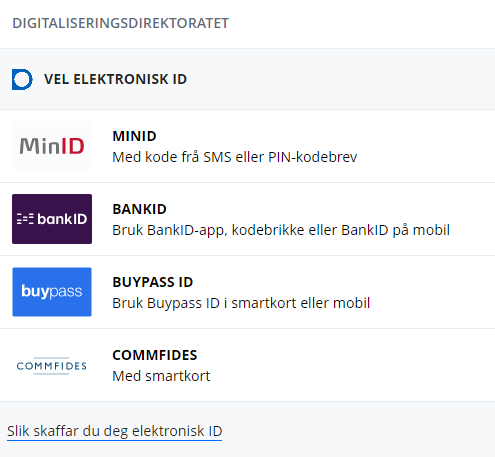 DIGITALISERINGSDIREKTORATET
VEL ELEKTRONISK ID
MinID
MINID
Med kode frå SMS eller PIN-kodebrev
bankID
BANKID
Bruk BankID-app, kodebrikke eller BankID på mobil
buypass
BUYPASS ID
Bruk Buypass ID i smartkort eller mobil
COMMFIDES
COMMFIDES
Med smartkort
Slik skaffar du deg elektronisk ID